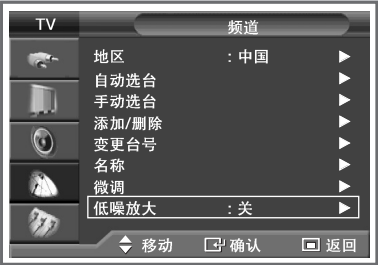 TV
频道
地区 : 中国
自动选台
手动选台
添加/删除
变更台号
名称
微调
低噪放大 : 关
移动 确认 返回